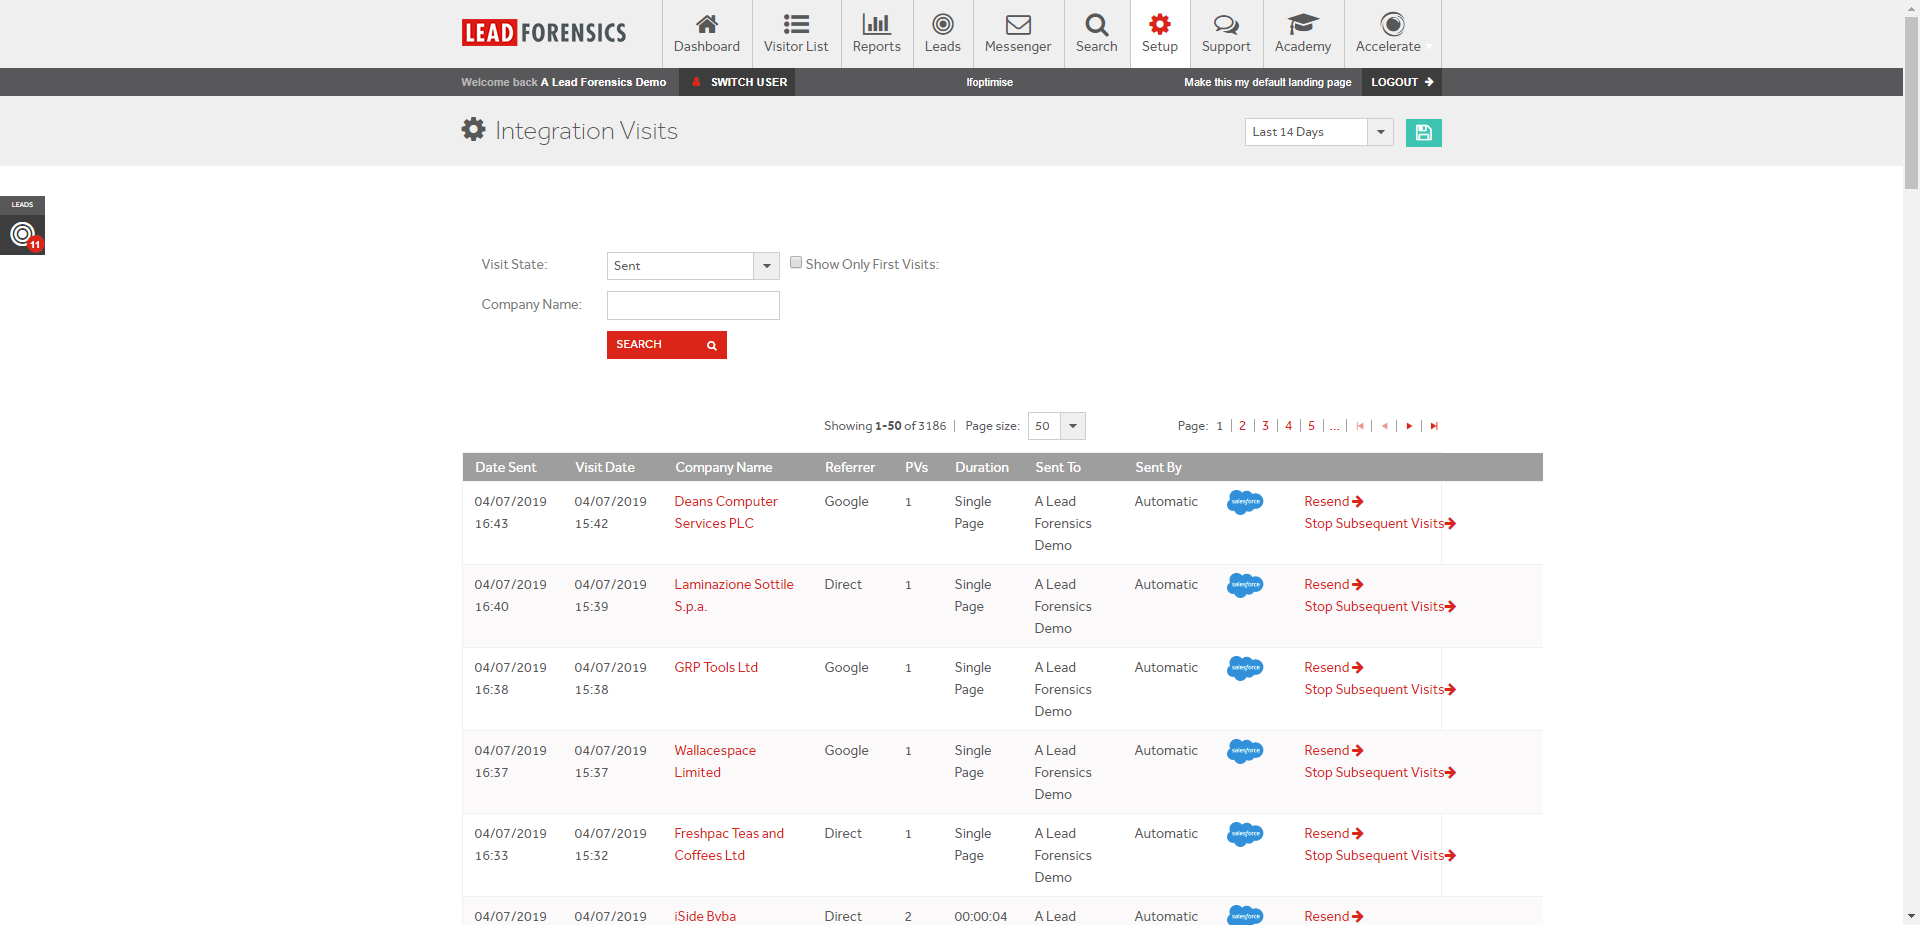 LEAD FORENSICS
Dashboard
Visitor List
Reports
Leads
Messenger
Search
Setup
Support
Academy
Accelerate
Welcome back A Lead Forensics Demo
SWITCH USER
lfoptimise
Make this my default landing page
LOGOUT
Integration Visits
Last 14 Days
LEADS
11
Visit State:
Sent
Show Only First Visits:
Company Name:
SEARCH
Showing 1-50 of 3186 | Page size: 50
Page: 1 | 2 | 3 | 4 | 5 | ... |
Date Sent Visit Date Company Name Referrer PVs Duration Sent To Sent By
04/07/2019 04/07/2019 Deans Computer Google 1 Single A Lead Automatic salesforce Resend
16:43 15:42 Services PLC Page Forensics Stop Subsequent Visits
Demo
04/07/2019 04/07/2019 Laminazione Sottile Direct 1 Single A Lead Automatic salesforce Resend
16:40 15:39 S.p.a. Page Forensics Stop Subsequent Visits
Demo
04/07/2019 04/07/2019 GRP Tools Ltd Google 1 Single A Lead Automatic salesforce Resend
16:38 15:38 Page Forensics Stop Subsequent Visits
Demo
04/07/2019 04/07/2019 Wallacespace Google 1 Single A Lead Automatic salesforce Resend
16:37 15:37 Limited Page Forensics Stop Subsequent Visits
Demo
04/07/2019 04/07/2019 Freshpac Teas and Direct 1 Single A Lead Automatic salesforce Resend
16:33 15:32 Coffees Ltd Page Forensics Stop Subsequent Visits
Demo
04/07/2019 04/07/2019 iSide Bvba Direct 2 00:00:04 A Lead Automatic salesforce Resend